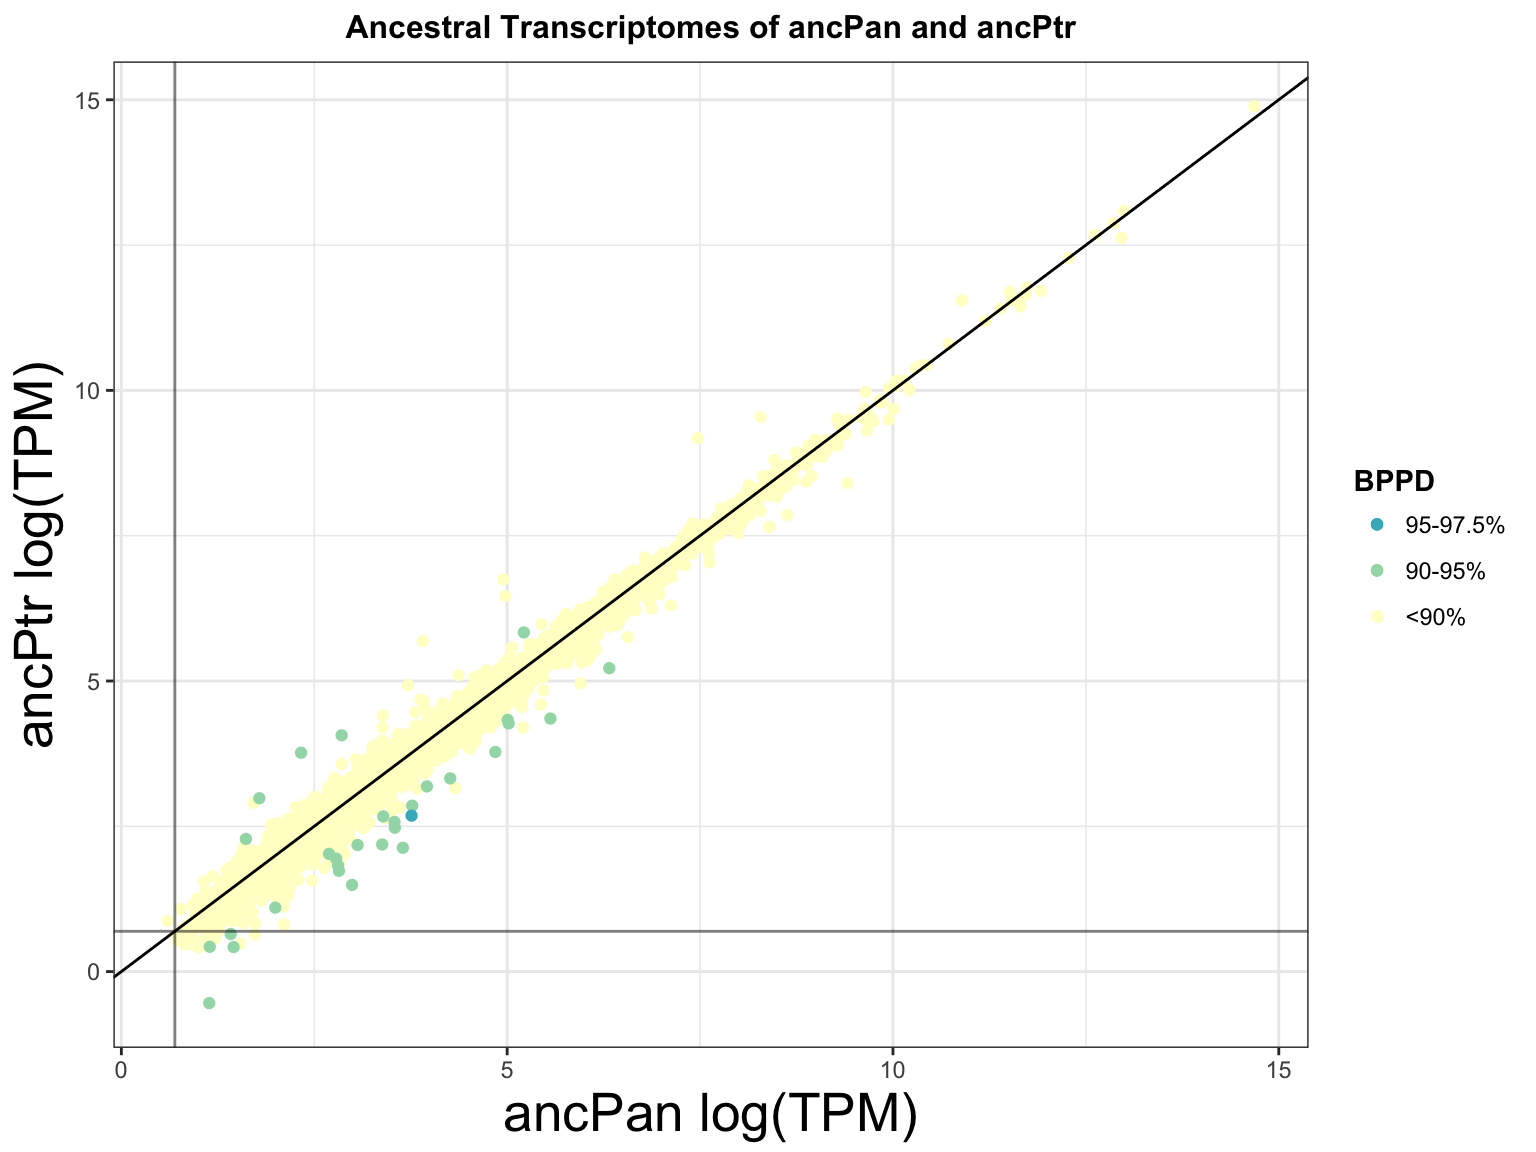 Ancestral Transcriptomes of ancPan and ancPtr
ancPtr log(TPM)
15
10
5
0
0
5
10
15
ancPan log(TPM)
BPPD
95-97.5%
90-95%
<90%